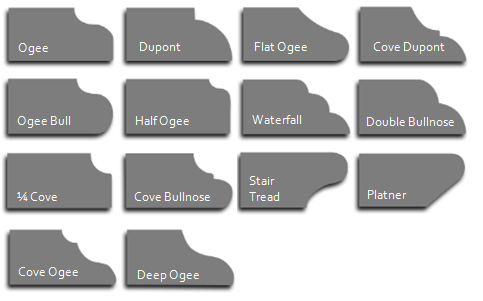 Ogee
Dupont
Flat Ogee
Cove Dupont
Ogee Bull
Half Ogee
Waterfall
Double Bullnose
¼ Cove
Cove Bullnose
Stair
Tread
Platner
Cove Ogee
Deep Ogee